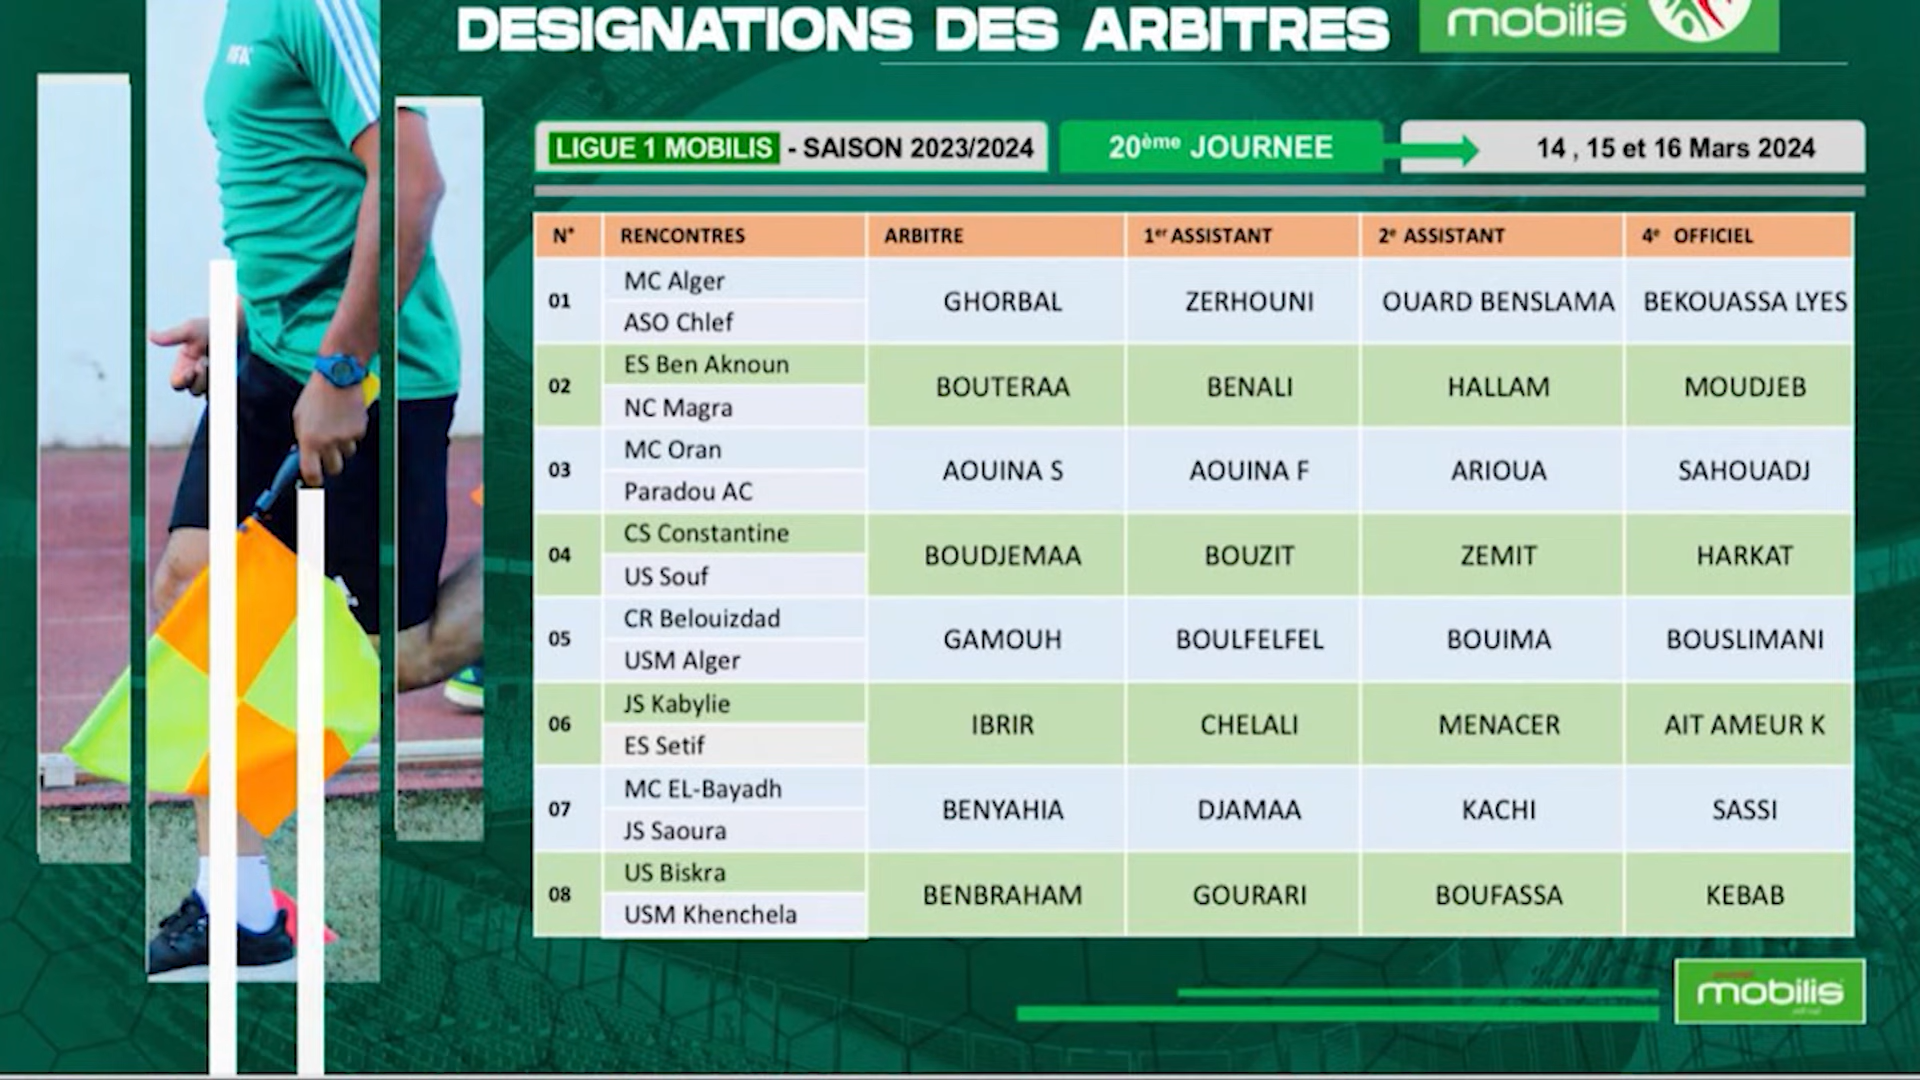 DESIGNATIONS DES ARBITRES
mobilis
FIFA
LIGUE 1 MOBILIS - SAISON 2023/2024
20ème JOURNEE
14 , 15 et 16 Mars 2024
N° RENCONTRES ARBITRE 1er ASSISTANT 2e ASSISTANT 4e OFFICIEL
01 MC Alger GHORBAL ZERHOUNI OUARD BENSLAMA BEKOUASSA LYES
ASO Chlef
02 ES Ben Aknoun BOUTERAA BENALI HALLAM MOUDJEB
NC Magra
03 MC Oran AOUINA S AOUINA F ARIOUA SAHOUADJ
Paradou AC
04 CS Constantine BOUDJEMAA BOUZIT ZEMIT HARKAT
US Souf
05 CR Belouizdad GAMOUH BOULFELFEL BOUIMA BOUSLIMANI
USM Alger
06 JS Kabylie IBRIR CHELALI MENACER AIT AMEUR K
ES Setif
07 MC EL-Bayadh BENYAHIA DJAMAA KACHI SASSI
JS Saoura
08 US Biskra BENBRAHAM GOURARI BOUFASSA KEBAB
USM Khenchela
mobilis